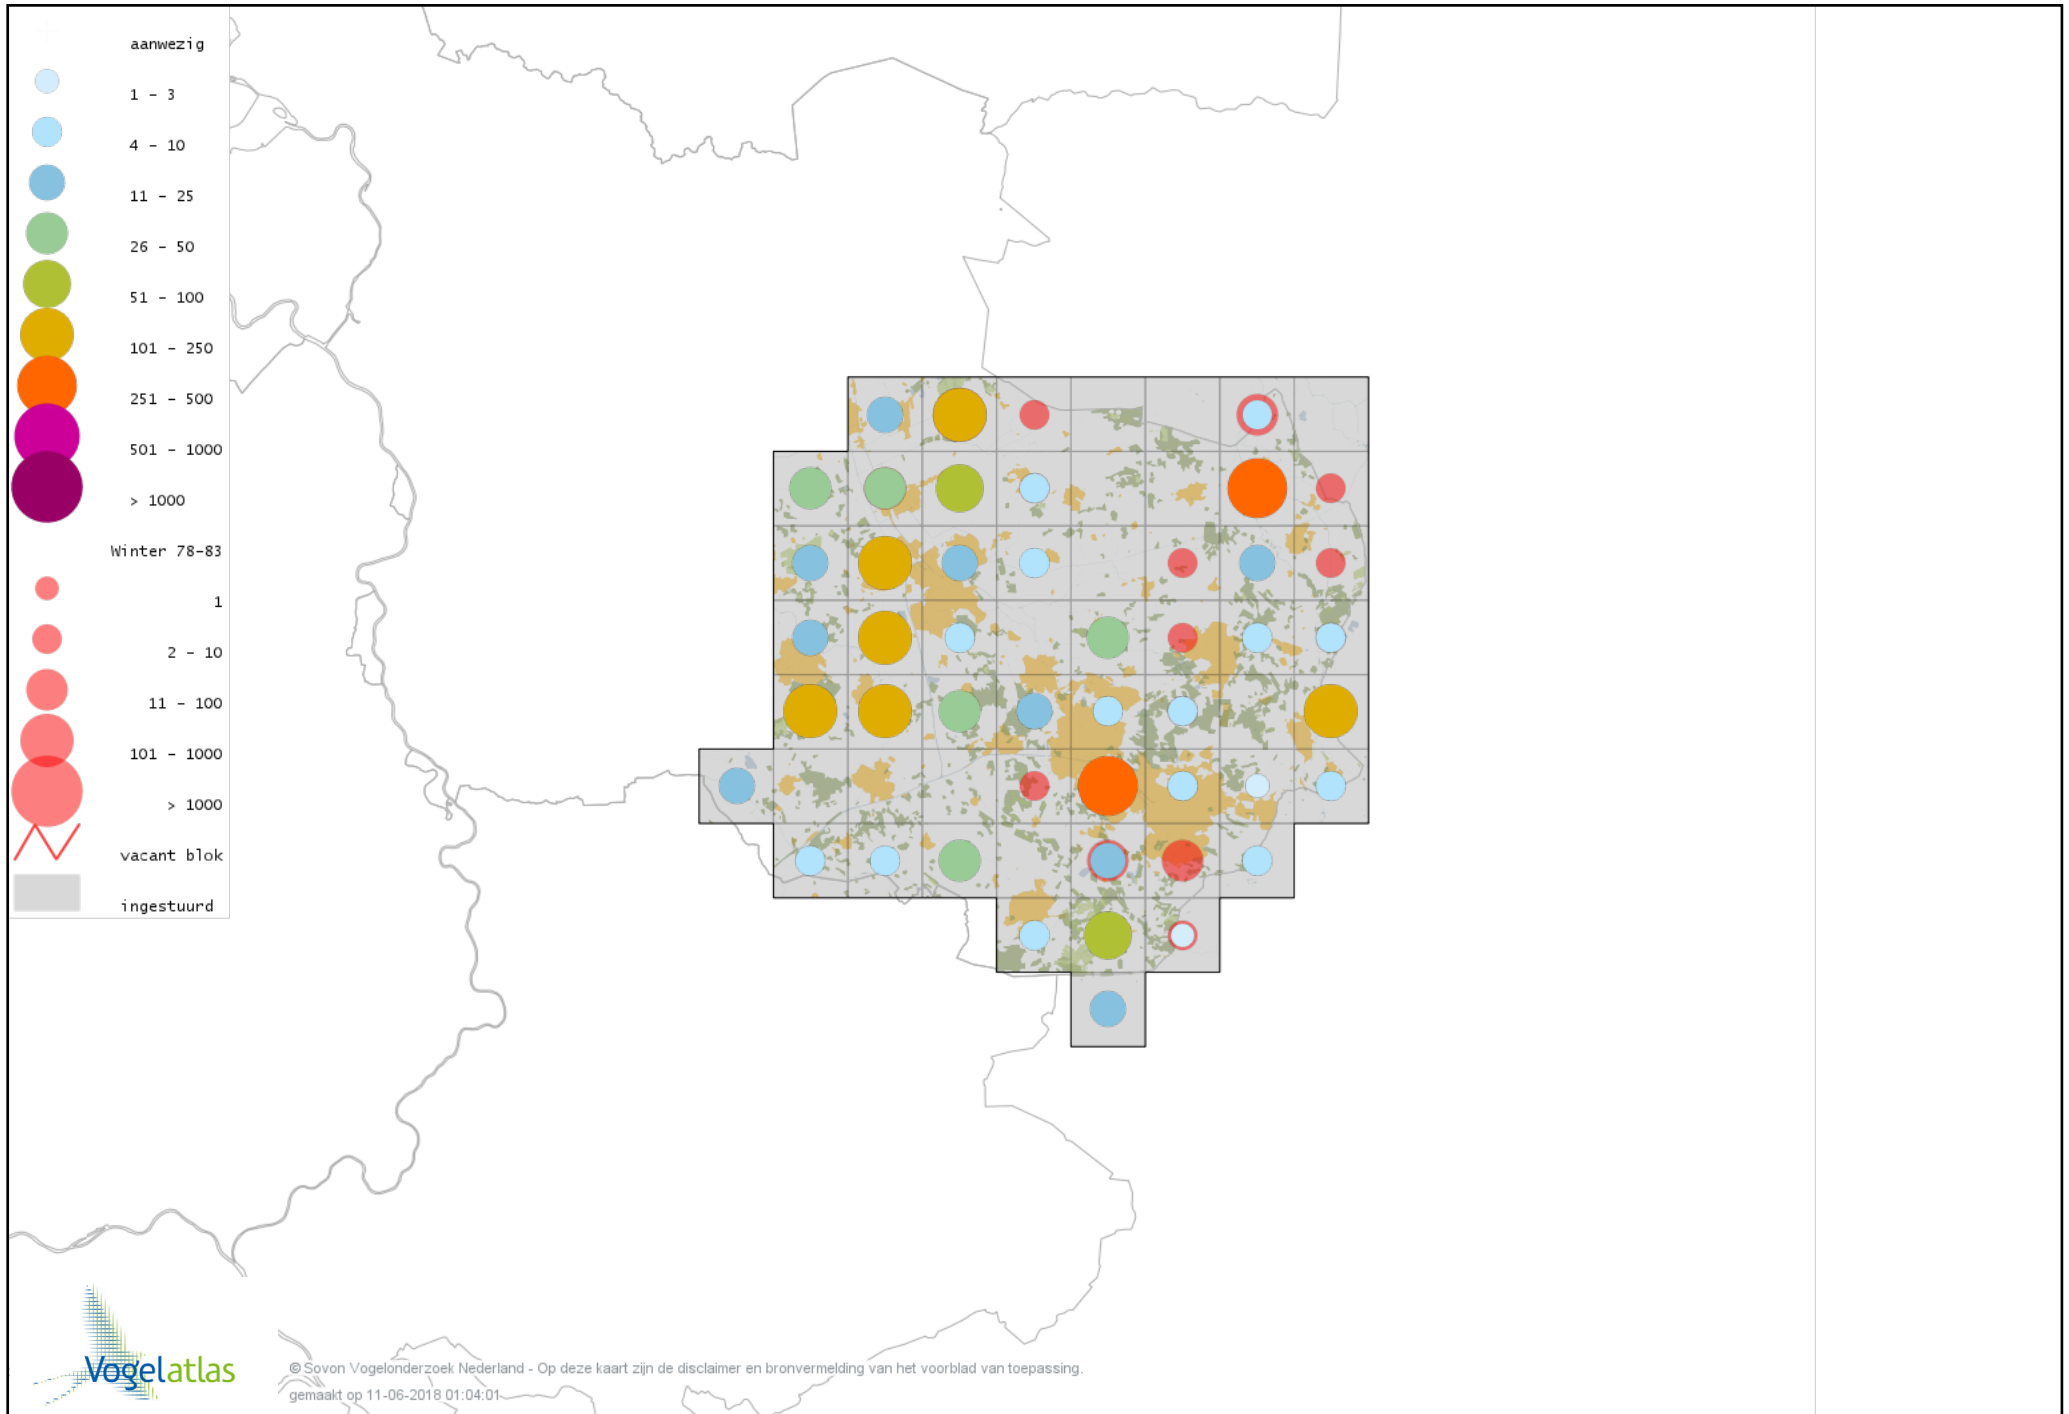 aanwezig
1 - 3
4 - 10
11 - 25
26 - 50
51 - 100
101 - 250
251 - 500
501 - 1000
> 1000
Winter 78-83
1
2 - 10
11 - 100
101 - 1000
> 1000
vacant blok
ingestuurd
Vogelatlas
© Sovon Vogelonderzoek Nederland - Op deze kaart zijn de disclaimer en bronvermelding van het voorblad van toepassing.
gemaakt op 11-06-2018 01:04:01